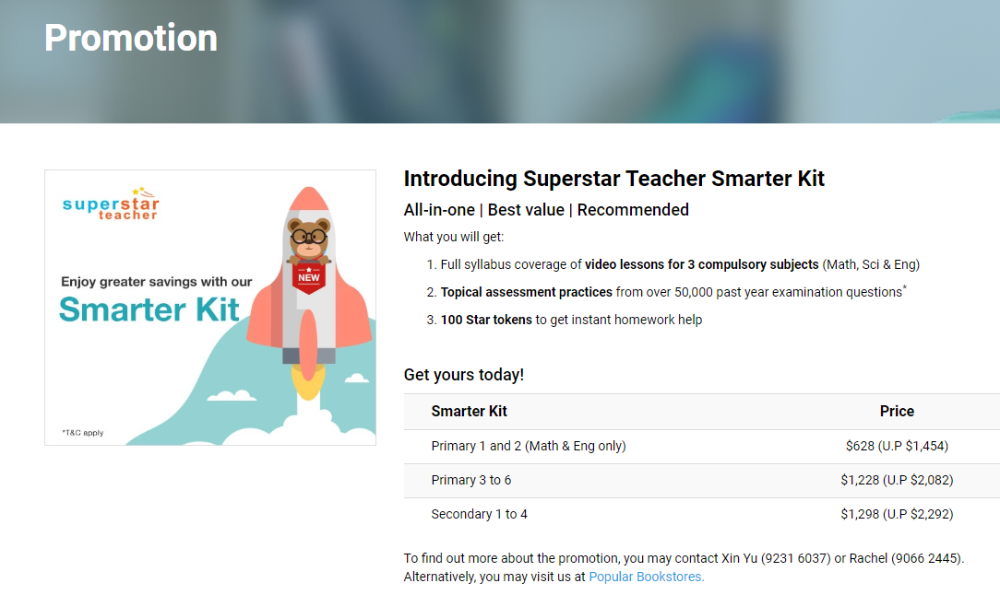 Promotion
superstar
teacher
Enjoy greater savings with our
Smarter Kit
NEW
*T&C apply
Introducing Superstar Teacher Smarter Kit
All-in-one | Best value | Recommended
What you will get:
1. Full syllabus coverage of video lessons for 3 compulsory subjects (Math, Sci & Eng)
2. Topical assessment practices from over 50,000 past year examination questions*
3. 100 Star tokens to get instant homework help
Get yours today!
Smarter Kit Price
Primary 1 and 2 (Math & Eng only) $628 (U.P $1,454)
Primary 3 to 6 $1,228 (U.P $2,082)
Secondary 1 to 4 $1,298 (U.P $2,292)
To find out more about the promotion, you may contact Xin Yu (9231 6037) or Rachel (9066 2445).
Alternatively, you may visit us at Popular Bookstores.